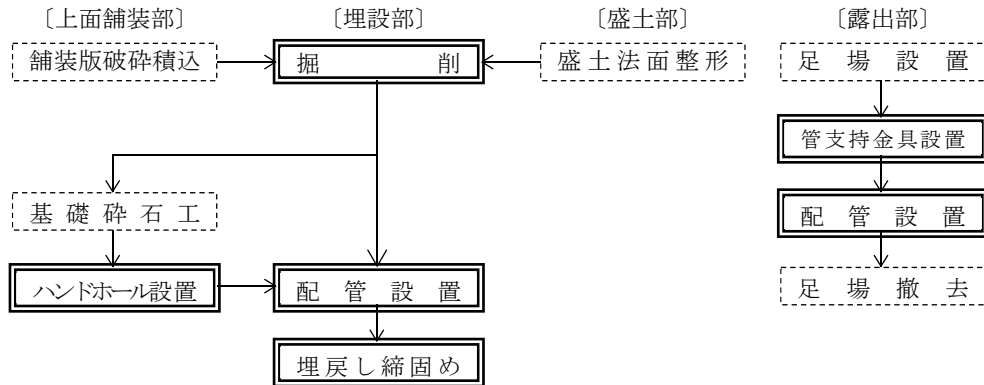 〔上面舗装部〕 〔埋設部〕 〔盛土部〕 〔露出部〕
舗装版破砕積込 掘削 盛土法面整形 足場設置
管支持金具設置
基礎砕石工 配管設置
ハンドホール設置 配管設置 足場撤去
埋戻し締固め